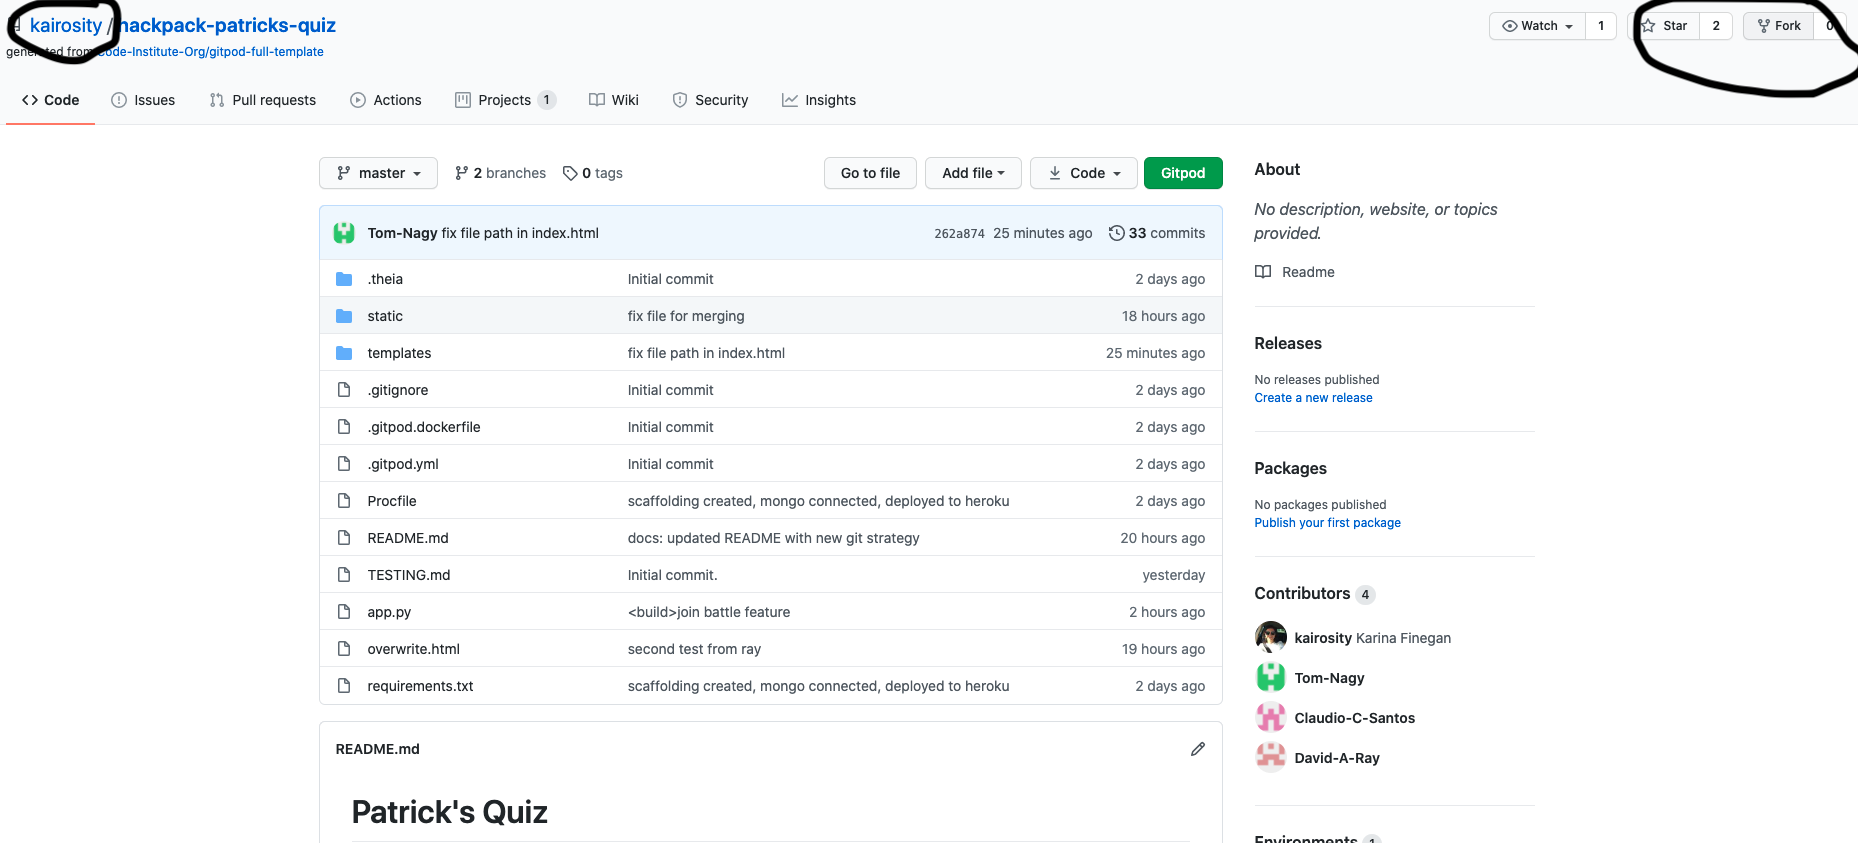 kairosity / hackpack-patricks-quiz
generated from Code-Institute-Org/gitpod-full-template
Watch 1 Star 2 Fork 0
Code Issues Pull requests Actions Projects 1 Wiki Security Insights
master 2 branches 0 tags Go to file Add file Code Gitpod
Tom-Nagy fix file path in index.html 262a874 25 minutes ago 33 commits
.theia Initial commit 2 days ago
static fix file for merging 18 hours ago
templates fix file path in index.html 25 minutes ago
.gitignore Initial commit 2 days ago
.gitpod.dockerfile Initial commit 2 days ago
.gitpod.yml Initial commit 2 days ago
Procfile scaffolding created, mongo connected, deployed to heroku 2 days ago
README.md docs: updated README with new git strategy 20 hours ago
TESTING.md Initial commit. yesterday
app.py <build>join battle feature 2 hours ago
overwrite.html second test from ray 19 hours ago
requirements.txt scaffolding created, mongo connected, deployed to heroku 2 days ago
README.md
Patrick's Quiz
About
No description, website, or topics
provided.
Readme
Releases
No releases published
Create a new release
Packages
No packages published
Publish your first package
Contributors 4
kairosity Karina Finegan
Tom-Nagy
Claudio-C-Santos
David-A-Ray
Environments 1